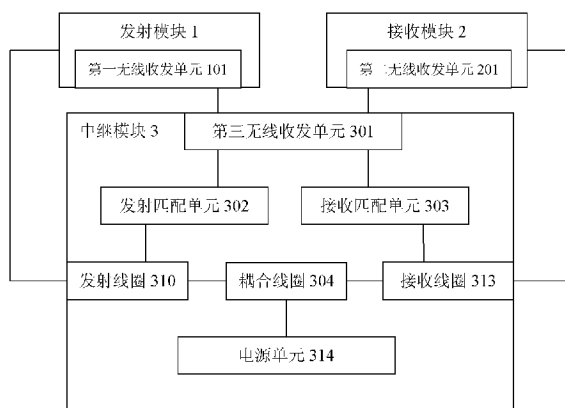 发射模块 1
接收模块 2
第一无线收发单元 101
第二无线收发单元 201
中继模块 3
第三无线收发单元 301
发射匹配单元 302
接收匹配单元 303
发射线圈 310
耦合线圈 304
接收线圈 313
电源单元 314